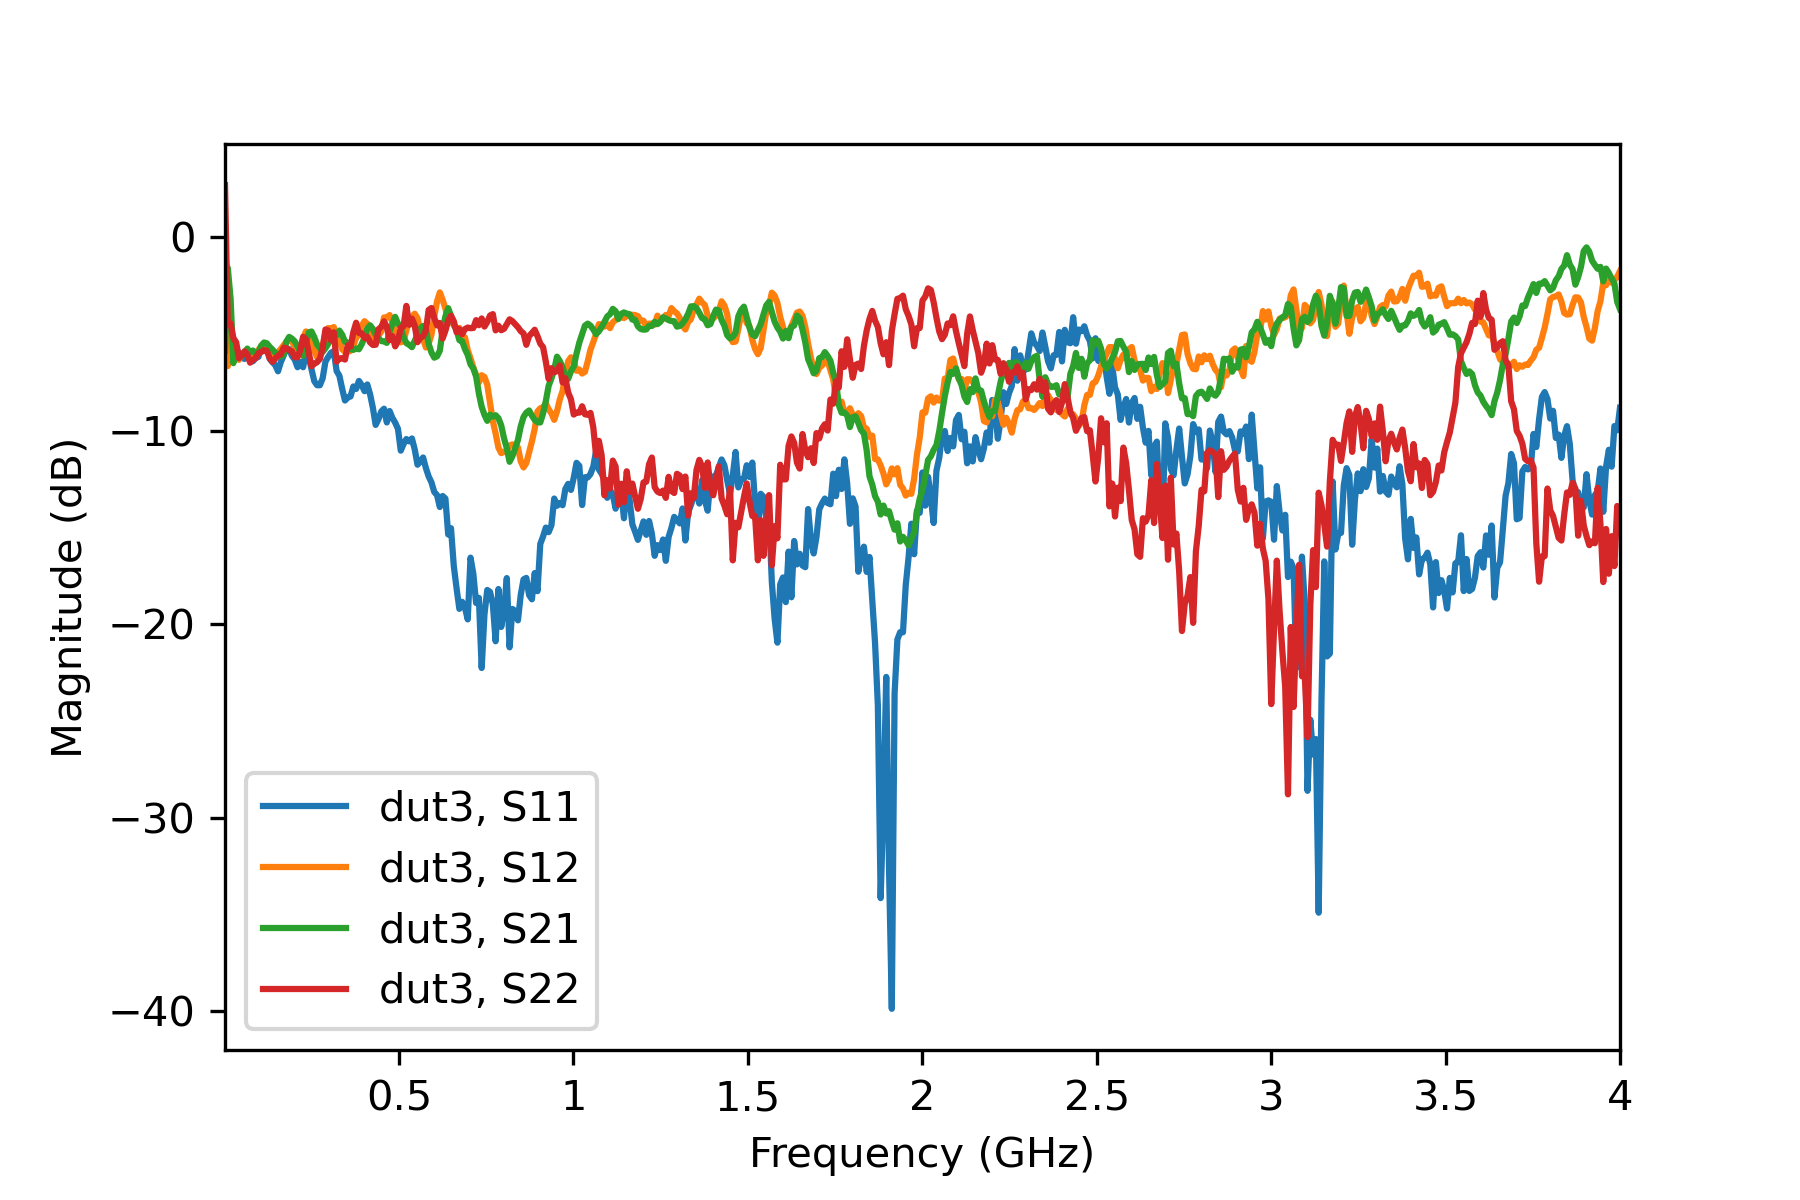 0
−10
−20
−30
−40
Magnitude (dB)
dut3, S11
dut3, S12
dut3, S21
dut3, S22
0.5 1 1.5 2 2.5 3 3.5 4
Frequency (GHz)